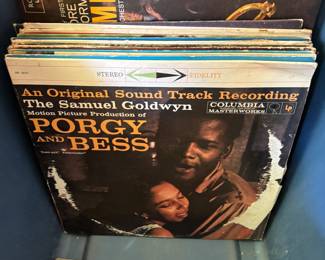 STEREO FIDELITY
An Original Sound Track Recording
The Samuel Goldwyn
Motion Picture Production of
PORGY
AND BESS
COLUMBIA
MASTERWORKS
LP